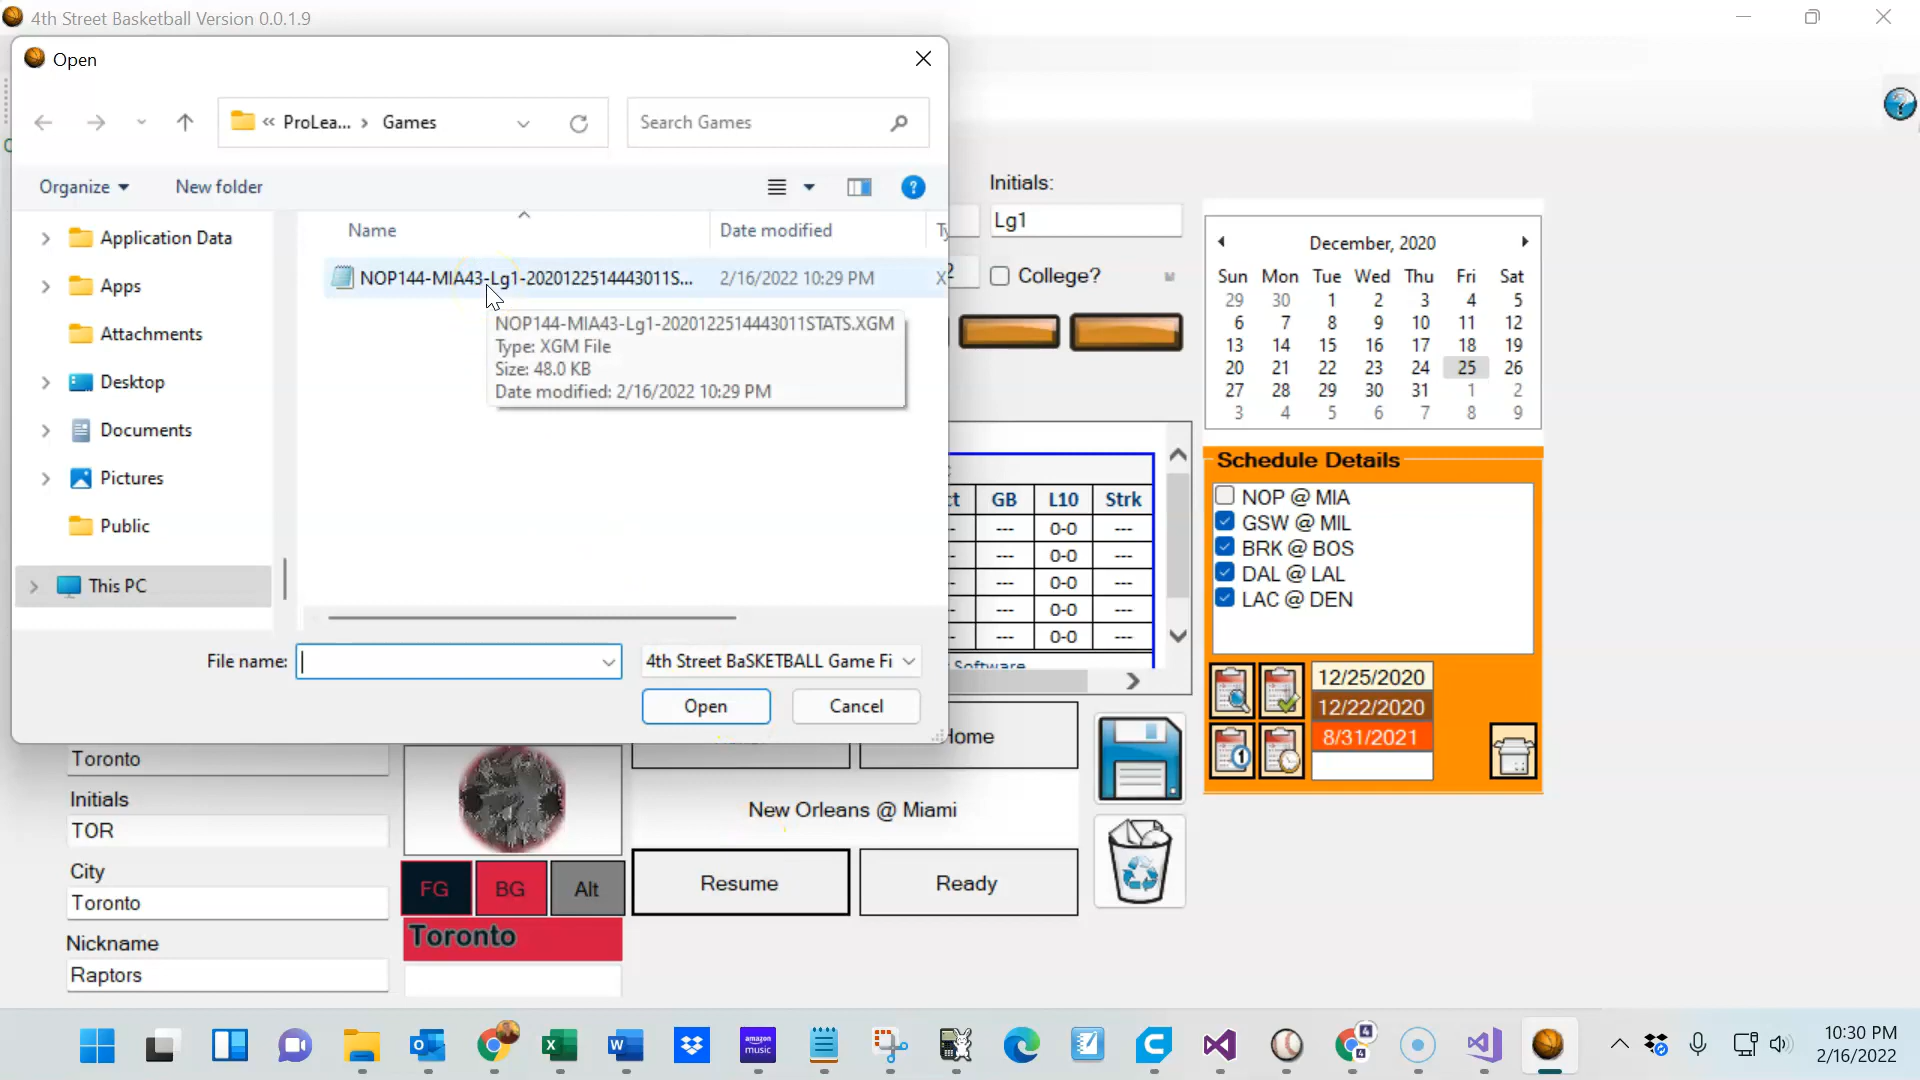 4th Street Basketball Version 0.0.1.9
Open
ProLea... > Games
Search Games
Organize
New folder
Name
Date modified
Application Data
Apps
Attachments
Desktop
Documents
Pictures
Public
This PC
NOP144-MIA43-Lg1-2020122514443011S...
2/16/2022 10:29 PM
X
NOP144-MIA43-Lg1-2020122514443011STATS.XGM
Type: XGM File
Size: 48.0 KB
Date modified: 2/16/2022 10:29 PM
File name:
4th Street BaSKETBALL Game Fi
Open
Cancel
Initials:
Lg1
College?
December, 2020
Sun Mon Tue Wed Thu Fri Sat
29 30 1 2 3 4 5
6 7 8 9 10 11 12
13 14 15 16 17 18 19
20 21 22 23 24 25 26
27 28 29 30 31 1 2
3 4 5 6 7 8 9
GB L10 Strk
--- 0-0 ---
--- 0-0 ---
--- 0-0 ---
--- 0-0 ---
--- 0-0 ---
Software
Schedule Details
NOP @ MIA
GSW @ MIL
BRK @ BOS
DAL @ LAL
LAC @ DEN
12/25/2020
12/22/2020
8/31/2021
Toronto
Initials
TOR
City
Toronto
Nickname
Raptors
FG BG Alt
Toronto
Home
New Orleans @ Miami
Resume
Ready
amazon music
10:30 PM
2/16/2022